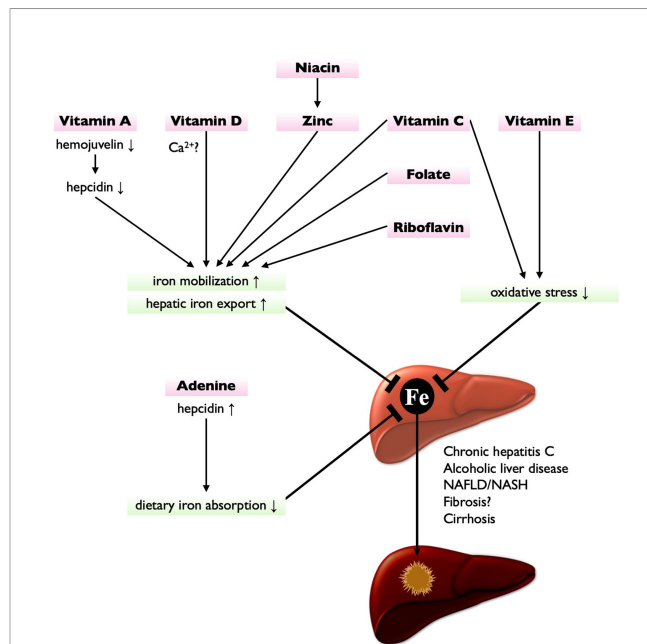 Niacin
Vitamin A
Vitamin D
Zinc
Vitamin C
Vitamin E
hemojuvelin ↓
Ca²⁺?
hepcidin ↓
Folate
Riboflavin
iron mobilization ↑
hepatic iron export ↑
oxidative stress ↓
Adenine
hepcidin ↑
Fe
dietary iron absorption ↓
Chronic hepatitis C
Alcoholic liver disease
NAFLD/NASH
Fibrosis?
Cirrhosis